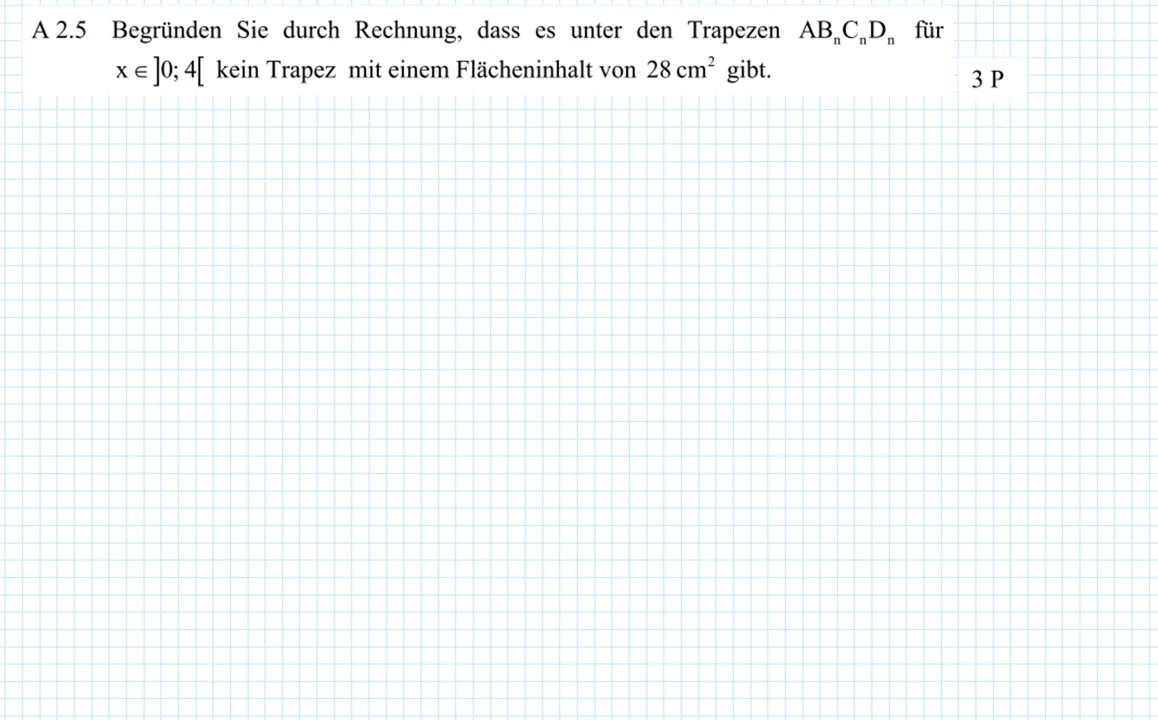 A 2.5 Begründen Sie durch Rechnung, dass es unter den Trapezen ABₙCₙDₙ für
x ∈ ]0; 4[ kein Trapez mit einem Flächeninhalt von 28 cm² gibt.
3 P